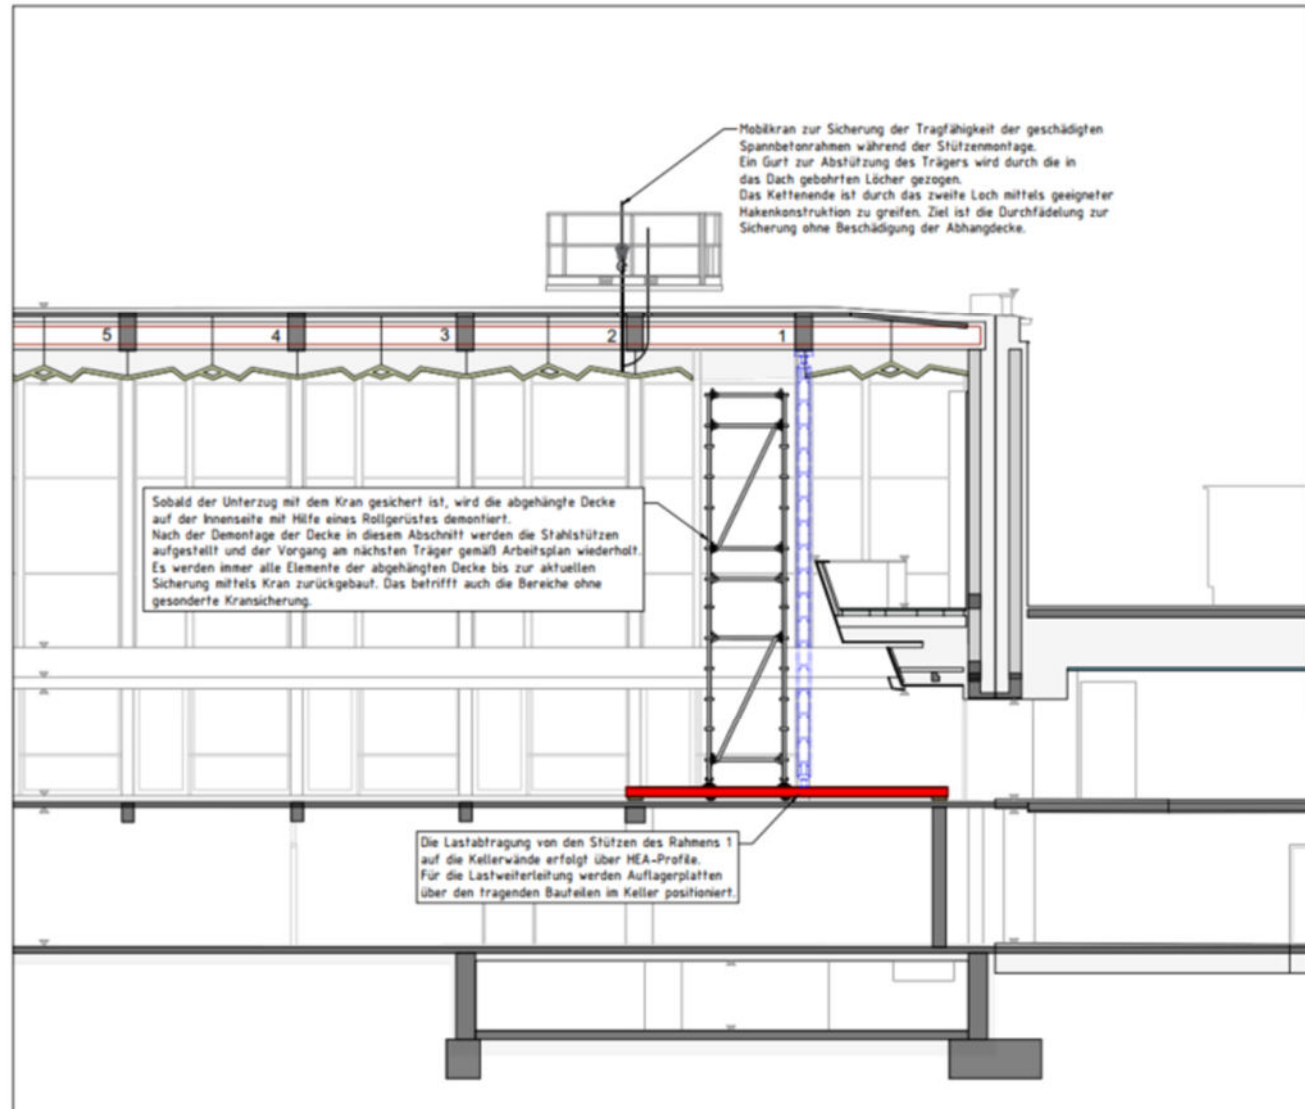 Mobilkran zur Sicherung der Tragfähigkeit der geschädigten
Spannbetonrahmen während der Stützenmontage.
Ein Gurt zur Abstützung des Trägers wird durch die in
das Dach gebohrten Löcher gezogen.
Das Kettenende ist durch das zweite Loch mittels geeigneter
Hakenkonstruktion zu greifen. Ziel ist die Durchfädelung zur
Sicherung ohne Beschädigung der Abhangdecke.
5 4 3 2 1
Sobald der Unterzug mit dem Kran gesichert ist, wird die abgehängte Decke
auf der Innenseite mit Hilfe eines Rollgerüstes demontiert.
Nach der Demontage der Decke in diesem Abschnitt werden die Stahlstützen
aufgestellt und der Vorgang am nächsten Träger gemäß Arbeitsplan wiederholt.
Es werden immer alle Elemente der abgehängten Decke bis zur aktuellen
Sicherung mittels Kran zurückgebaut. Das betrifft auch die Bereiche ohne
gesonderte Kransicherung.
Die Lastabtragung von den Stützen des Rahmens 1
auf die Kellerwände erfolgt über HEA-Profile.
Für die Lastweiterleitung werden Auflagerplatten
über den tragenden Bauteilen im Keller positioniert.